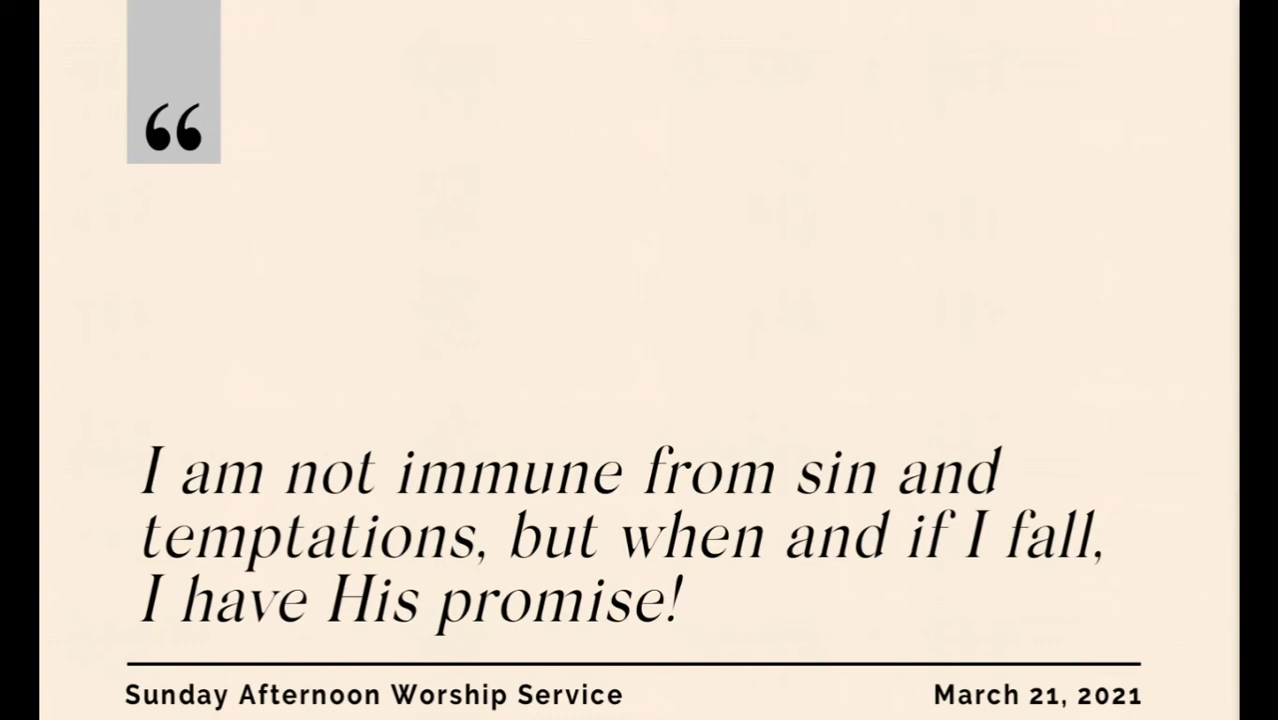 “
I am not immune from sin and
temptations, but when and if I fall,
I have His promise!
Sunday Afternoon Worship Service
March 21, 2021